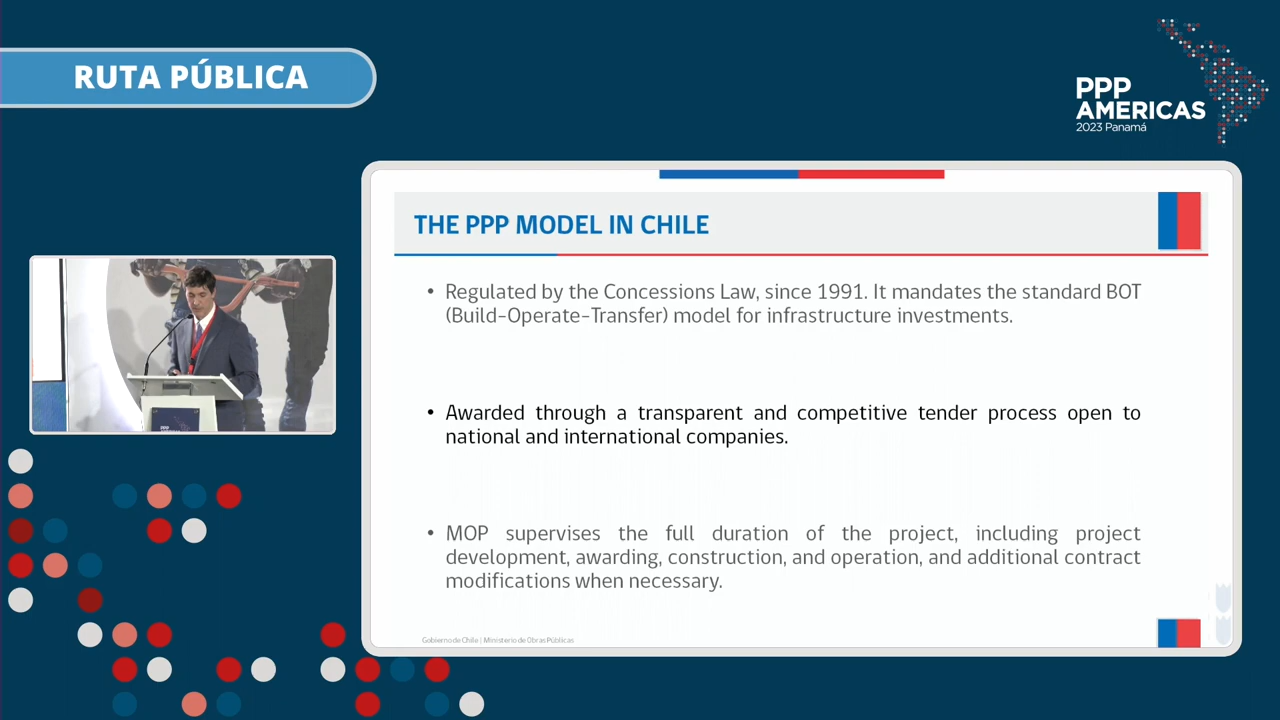 RUTA PÚBLICA
PPP
AMERICAS
2023 Panamá
THE PPP MODEL IN CHILE
• Regulated by the Concessions Law, since 1991. It mandates the standard BOT
(Build-Operate-Transfer) model for infrastructure investments.
• Awarded through a transparent and competitive tender process open to
national and international companies.
• MOP supervises the full duration of the project, including project
development, awarding, construction, and operation, and additional contract
modifications when necessary.
Gobierno de Chile | Ministerio de Obras Públicas